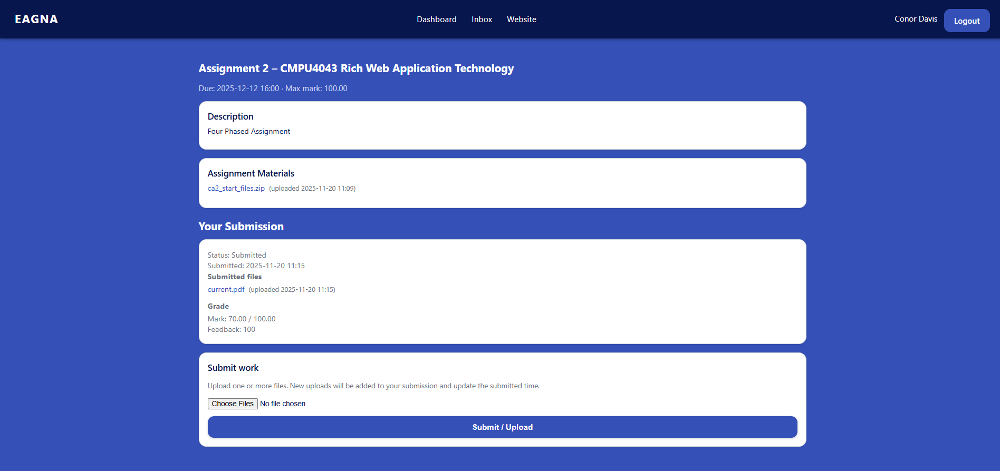 EAGNA
Dashboard Inbox Website
Conor Davis
Logout
Assignment 2 – CMPU4043 Rich Web Application Technology
Due: 2025-12-12 16:00 · Max mark: 100.00
Description
Four Phased Assignment
Assignment Materials
ca2_start_files.zip (uploaded 2025-11-20 11:09)
Your Submission
Status: Submitted
Submitted: 2025-11-20 11:15
Submitted files
current.pdf (uploaded 2025-11-20 11:15)
Grade
Mark: 70.00 / 100.00
Feedback: 100
Submit work
Upload one or more files. New uploads will be added to your submission and update the submitted time.
Choose Files No file chosen
Submit / Upload